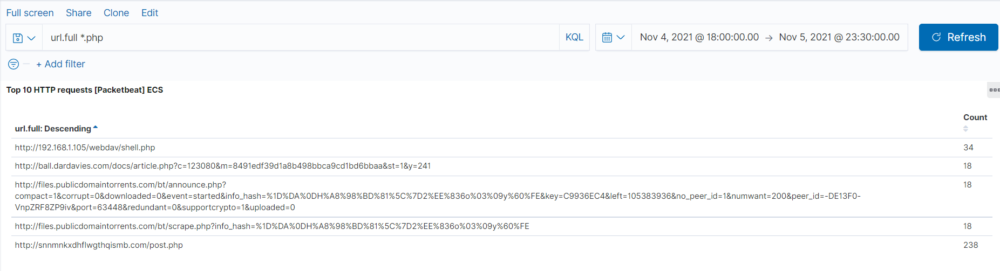 Full screen Share Clone Edit
url.full *.php KQL Nov 4, 2021 @ 18:00:00.00 → Nov 5, 2021 @ 23:30:00.00 Refresh
+ Add filter
Top 10 HTTP requests [Packetbeat] ECS
url.full: Descending Count
http://192.168.1.105/webdav/shell.php 34
http://ball.dardavies.com/docs/article.php?c=123080&m=8491edf39d1a8b498bbca9cd1bd6bbaa&st=1&y=241 18
http://files.publicdomaintorrents.com/bt/announce.php? 18
compact=1&corrupt=0&downloaded=0&event=started&info_hash=%1D%DA%0DH%A8%98%BD%81%5C%7D2%EE%836o%03%09y%60%FE&key=C9936EC4&left=105383936&no_peer_id=1&numwant=200&peer_id=-DE13F0-
VnpZRF8ZP9iv&port=63448&redundant=0&supportcrypto=1&uploaded=0
http://files.publicdomaintorrents.com/bt/scrape.php?info_hash=%1D%DA%0DH%A8%98%BD%81%5C%7D2%EE%836o%03%09y%60%FE 18
http://snnmnkxdhflwgthqismb.com/post.php 238